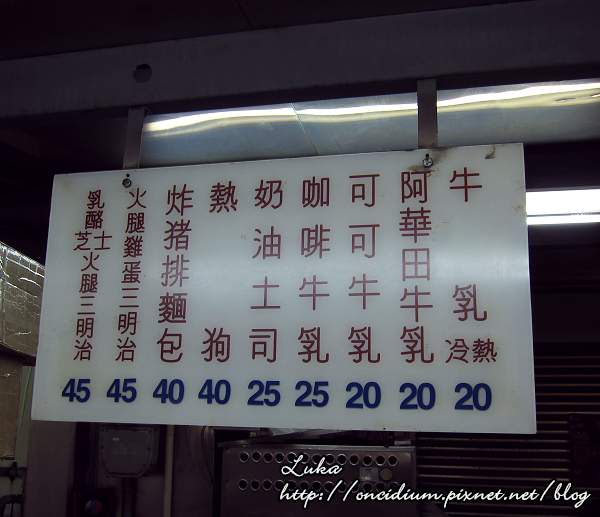 牛乳冷熱 20
阿華田牛乳 20
可可牛乳 20
咖啡牛乳 25
奶油土司 25
熱狗 40
炸猪排麵包 40
火腿雞蛋三明治 45
乳酪芝士火腿三明治 45
Luka
http://oncidium.pixnet.net/blog